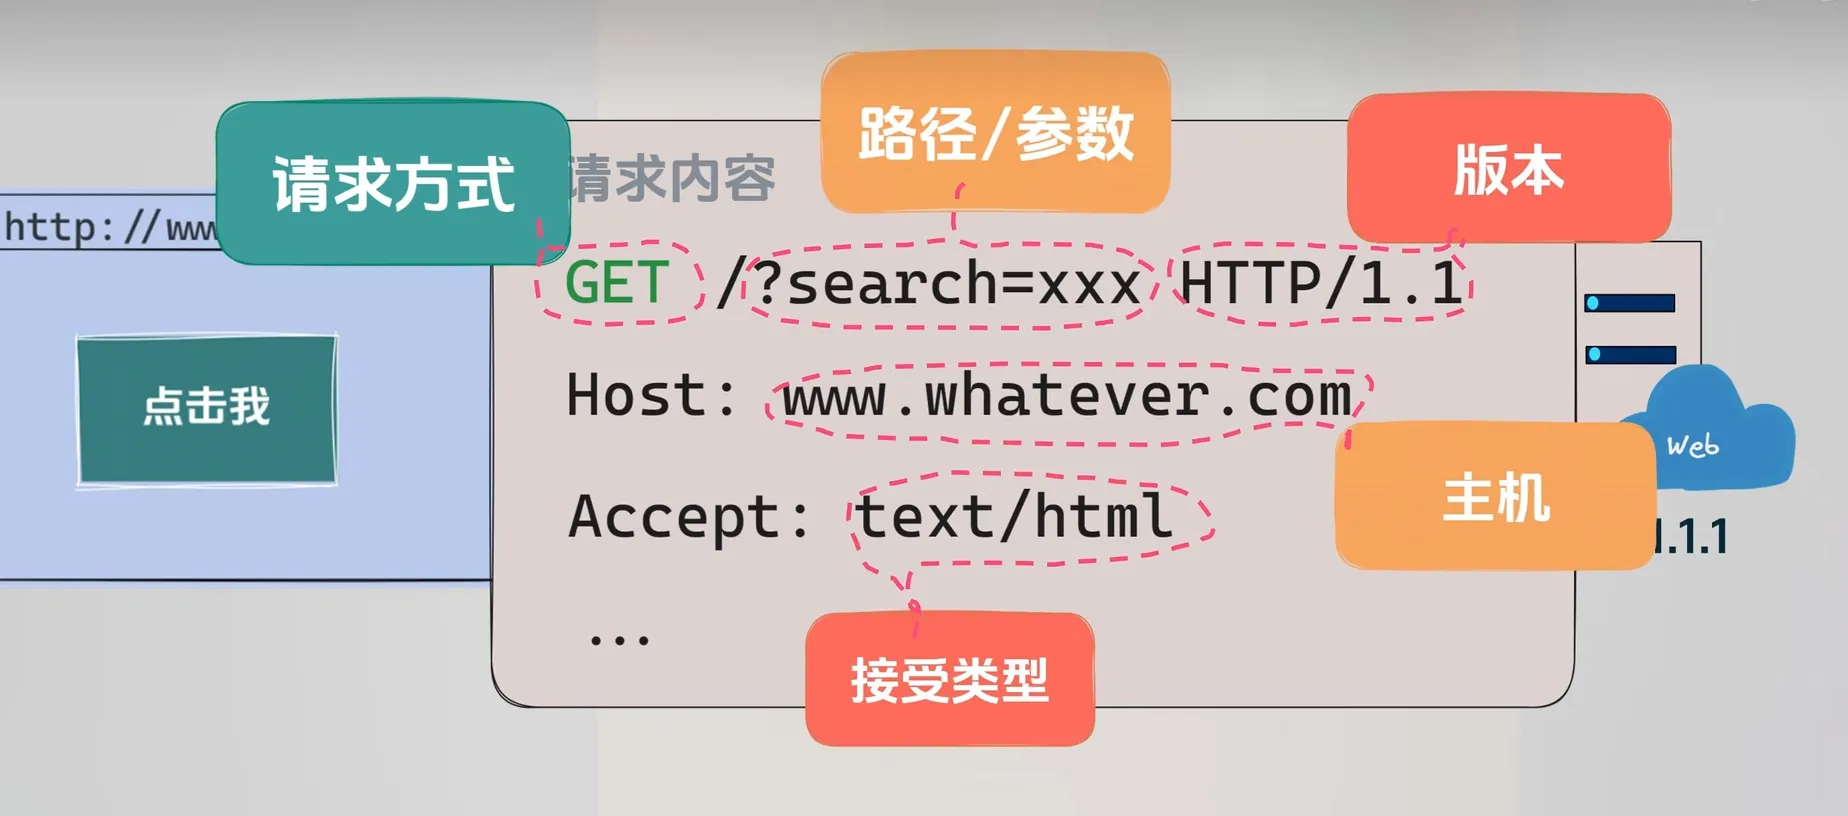 请求方式
路径/参数
版本
请求内容
http://www
GET /?search=xxx HTTP/1.1
点击我
Host: www.whatever.com
Web
主机
Accept: text/html
1.1.1
...
接受类型